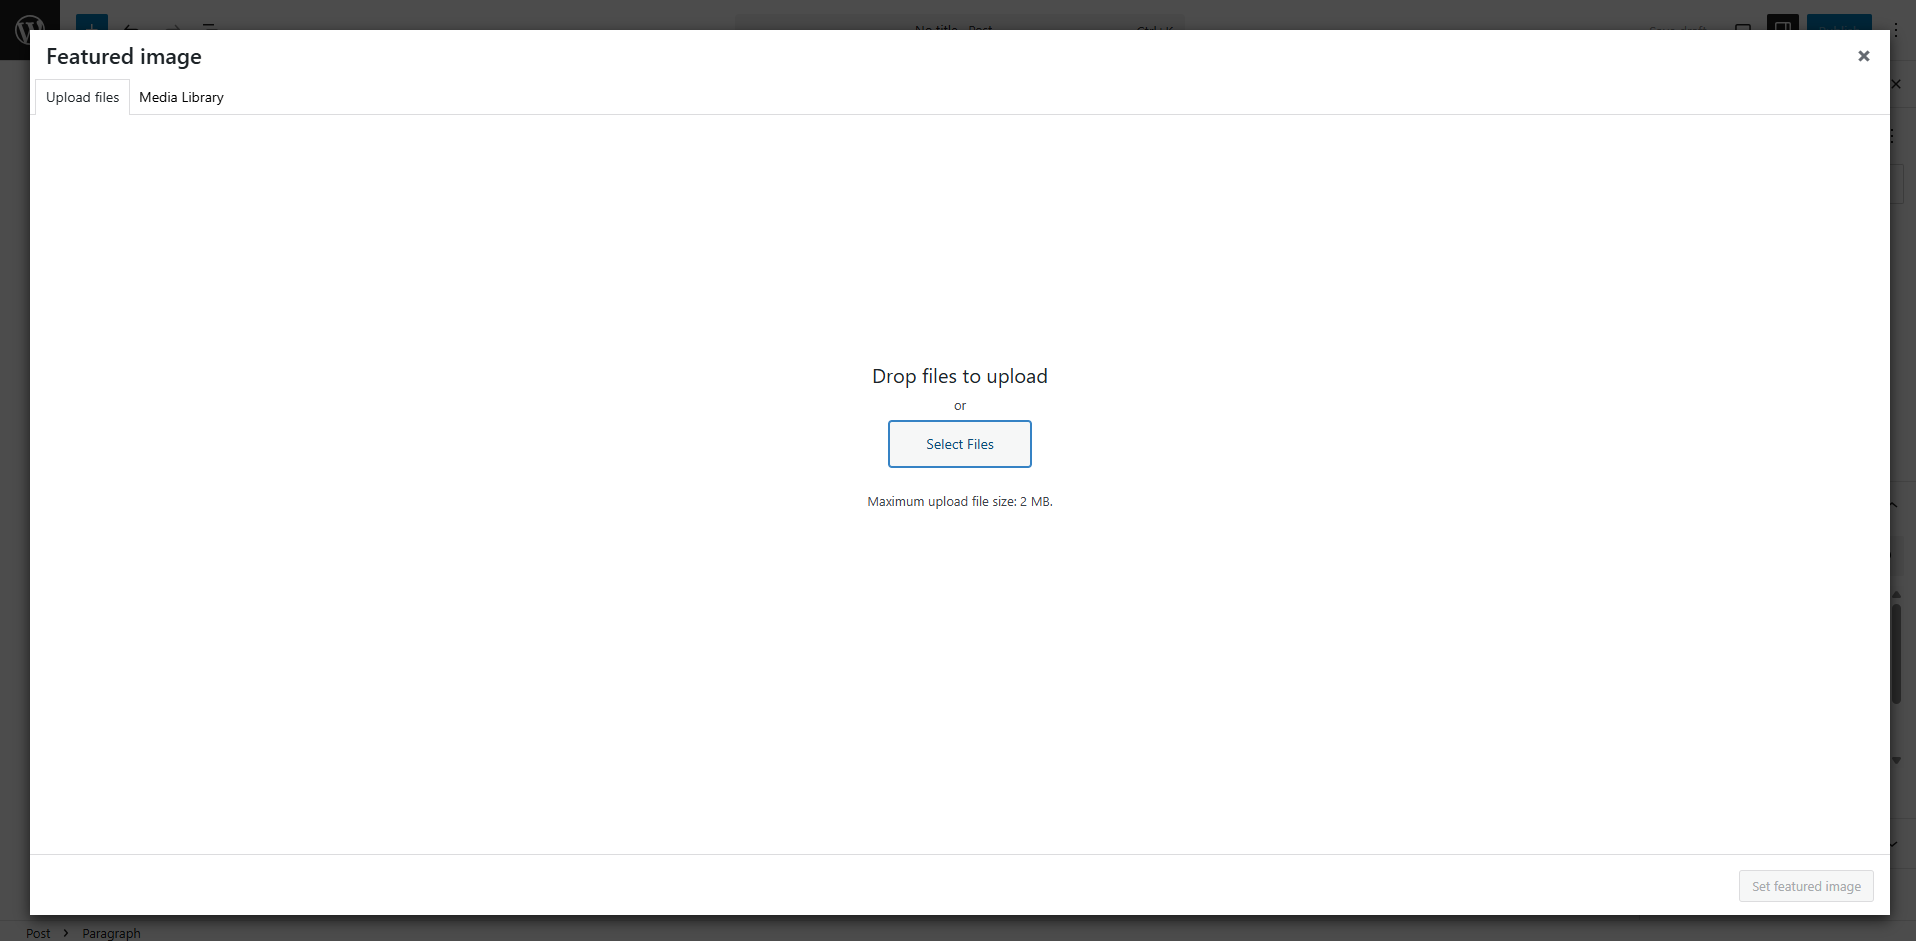 Featured image
Upload files
Media Library
Drop files to upload
or
Select Files
Maximum upload file size: 2 MB.
Set featured image
Post
Paragraph